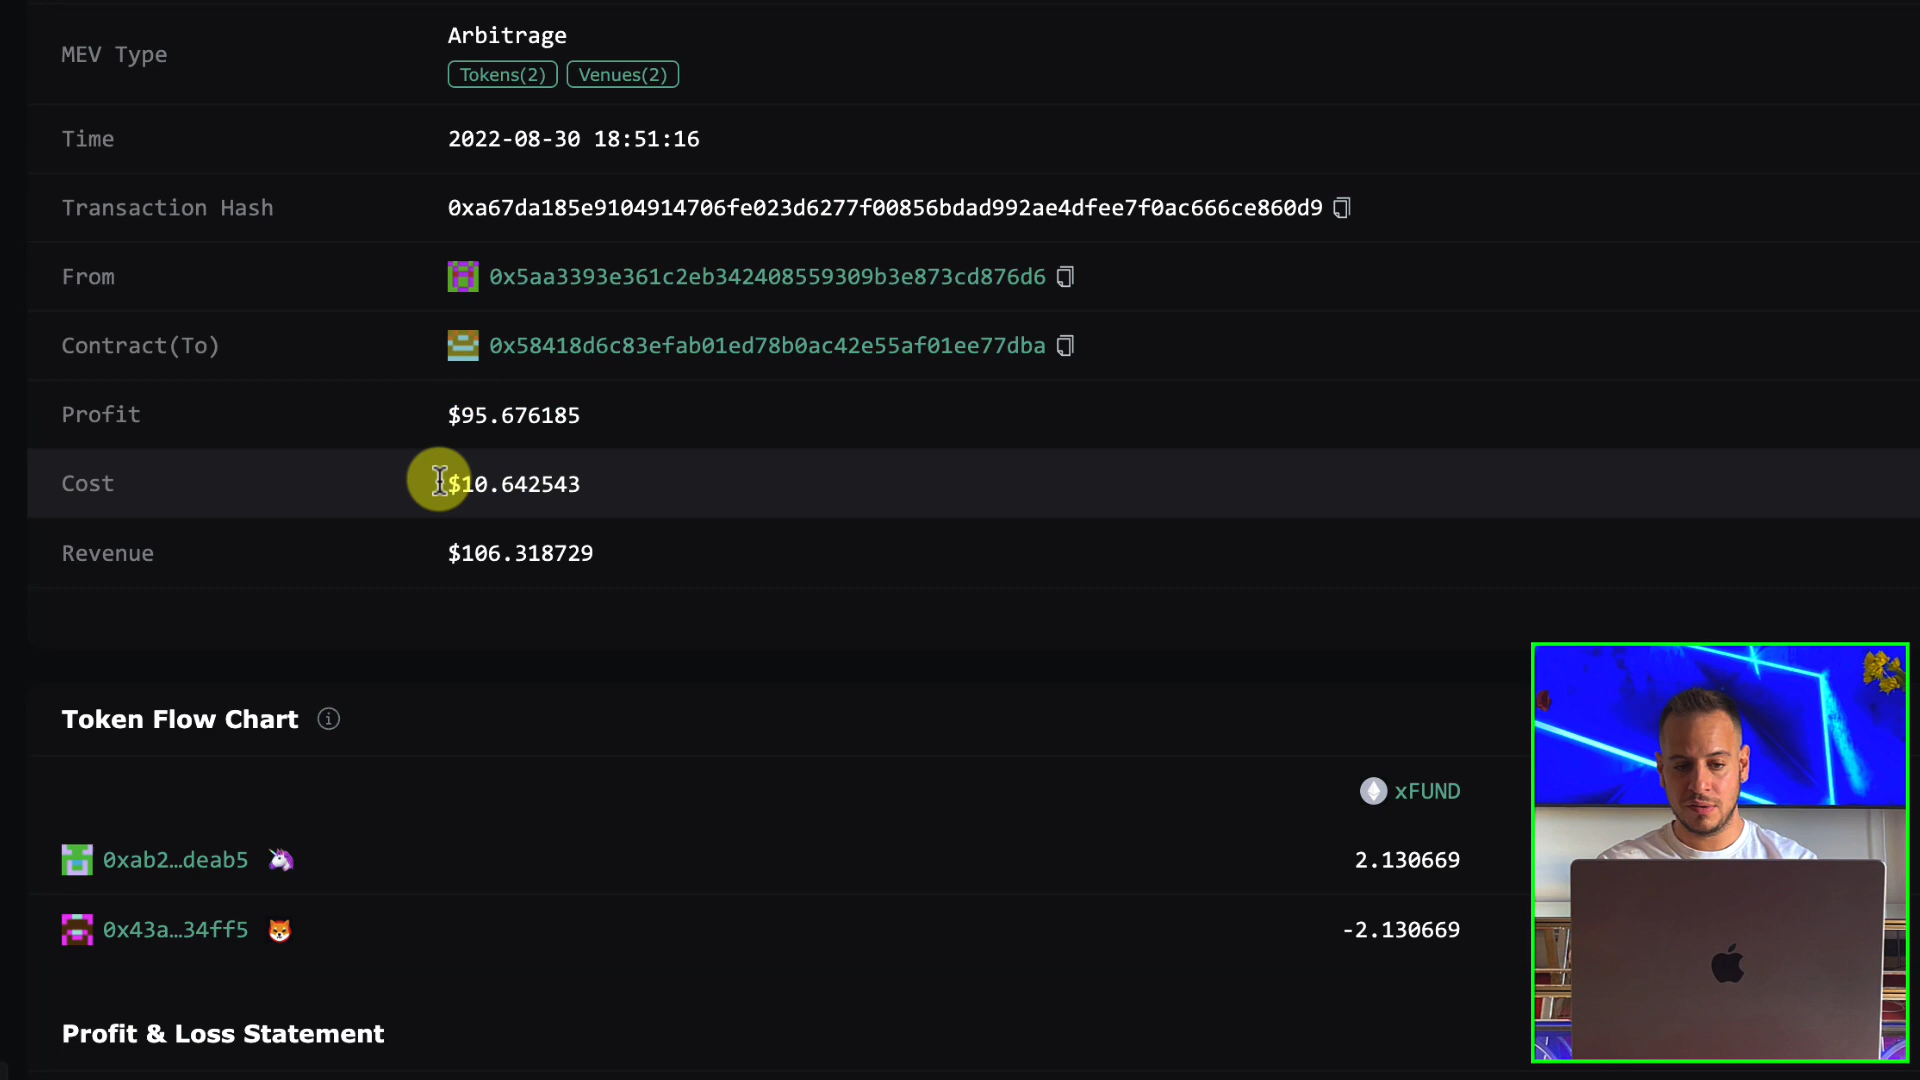 MEV Type
Arbitrage
Tokens(2) Venues(2)
Time 2022-08-30 18:51:16
Transaction Hash 0xa67da185e9104914706fe023d6277f00856bdad992ae4dfee7f0ac666ce860d9
From 0x5aa3393e361c2eb342408559309b3e873cd876d6
Contract(To) 0x58418d6c83efab01ed78b0ac42e55af01ee77dba
Profit $95.676185
Cost $10.642543
Revenue $106.318729
Token Flow Chart
xFUND
0xab2…deab5 2.130669
0x43a…34ff5 -2.130669
Profit & Loss Statement